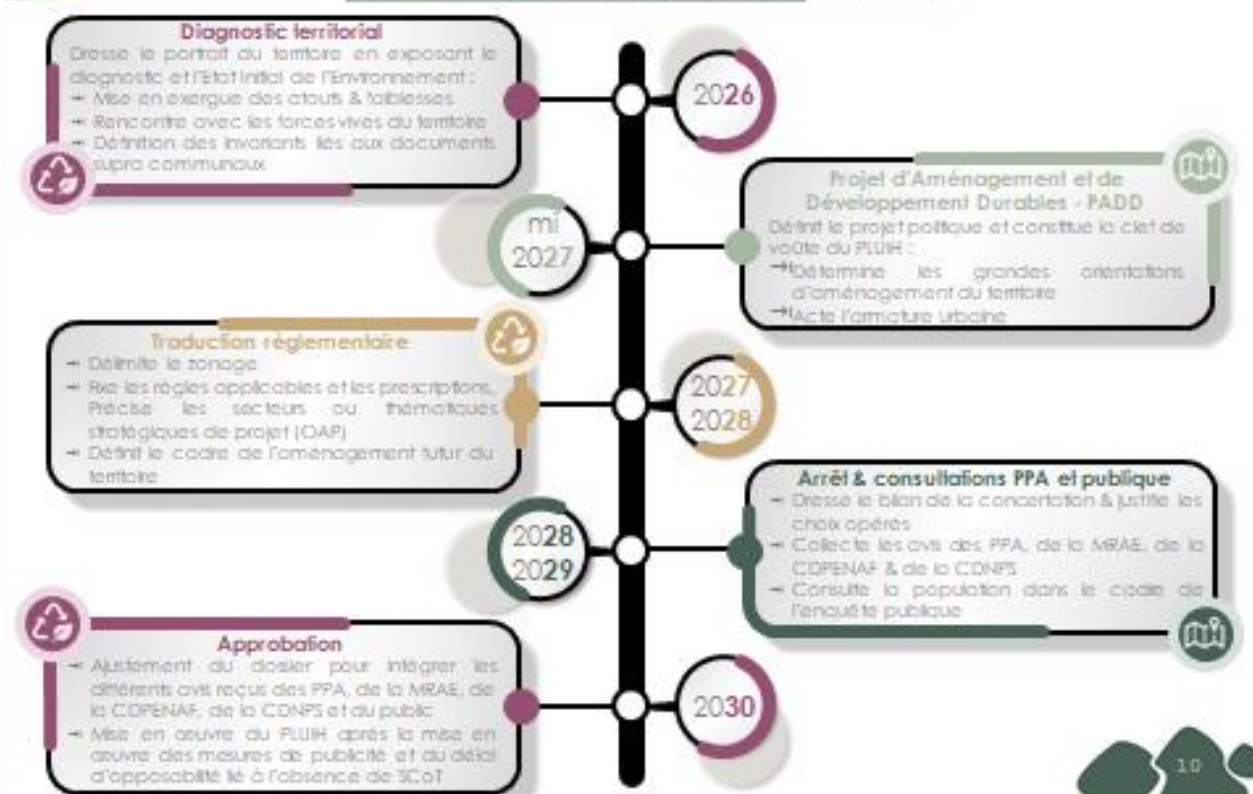 Diagnostic territorial
Dresse le portrait du territoire en exposant le
diagnostic et l'Etat Initial de l'Environnement :
→ Mise en exergue des atouts & faiblesses
→ Rencontre avec les forces vives du territoire
→ Définition des invariants liés aux documents
supra communaux
2026
Projet d'Aménagement et de
Développement Durables - PADD
Définit le projet politique et constitue la clef de
voûte du PLUiH :
→ Détermine les grandes orientations
d'aménagement du territoire
→ Acte l'armature urbaine
mi
2027
Traduction règlementaire
→ Délimite le zonage
→ Fixe les règles applicables et les prescriptions,
Précise les secteurs ou thématiques
stratégiques de projet (OAP)
→ Définit le cadre de l'aménagement futur du
territoire
2027
2028
Arrêt & consultations PPA et publique
→ Dresse le bilan de la concertation & justifie les
choix opérés
→ Collecte les avis des PPA, de la MRAE, de la
CDPENAF & de la CDNPS
→ Consulte la population dans le cadre de
l'enquête publique
2028
2029
Approbation
→ Ajustement du dossier pour intégrer les
différents avis reçus des PPA, de la MRAE, de
la CDPENAF, de la CDNPS et du public
→ Mise en œuvre du PLUiH après la mise en
œuvre des mesures de publicité et du délai
d'opposabilité lié à l'absence de SCoT
2030
10